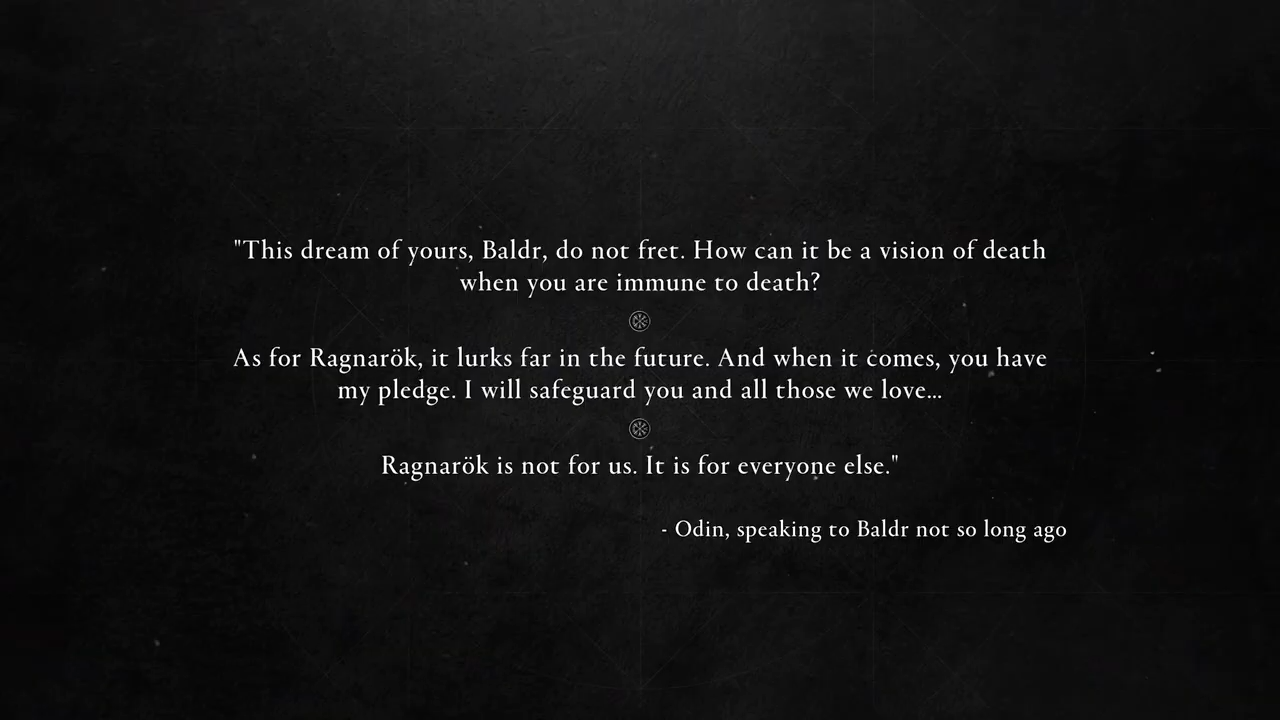 "This dream of yours, Baldr, do not fret. How can it be a vision of death
when you are immune to death?
As for Ragnarök, it lurks far in the future. And when it comes, you have
my pledge. I will safeguard you and all those we love...
Ragnarök is not for us. It is for everyone else."
- Odin, speaking to Baldr not so long ago